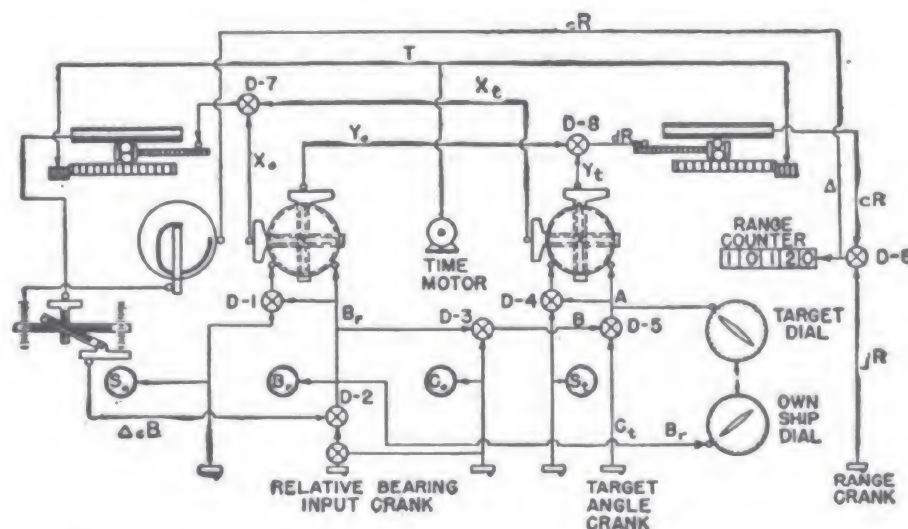 cR
T
D-7
Xt
Yo
D-8
dR
Yt
Xo
Δ
cR
RANGE
COUNTER
1 0 1 2 0
TIME
MOTOR
D-6
D-1
Br
D-3
D-4
A
B
D-5
TARGET
DIAL
jR
So
Br
Co
St
D-2
ΔcB
Ct
Br
OWN
SHIP
DIAL
RELATIVE BEARING
INPUT CRANK
TARGET
ANGLE
CRANK
RANGE
CRANK